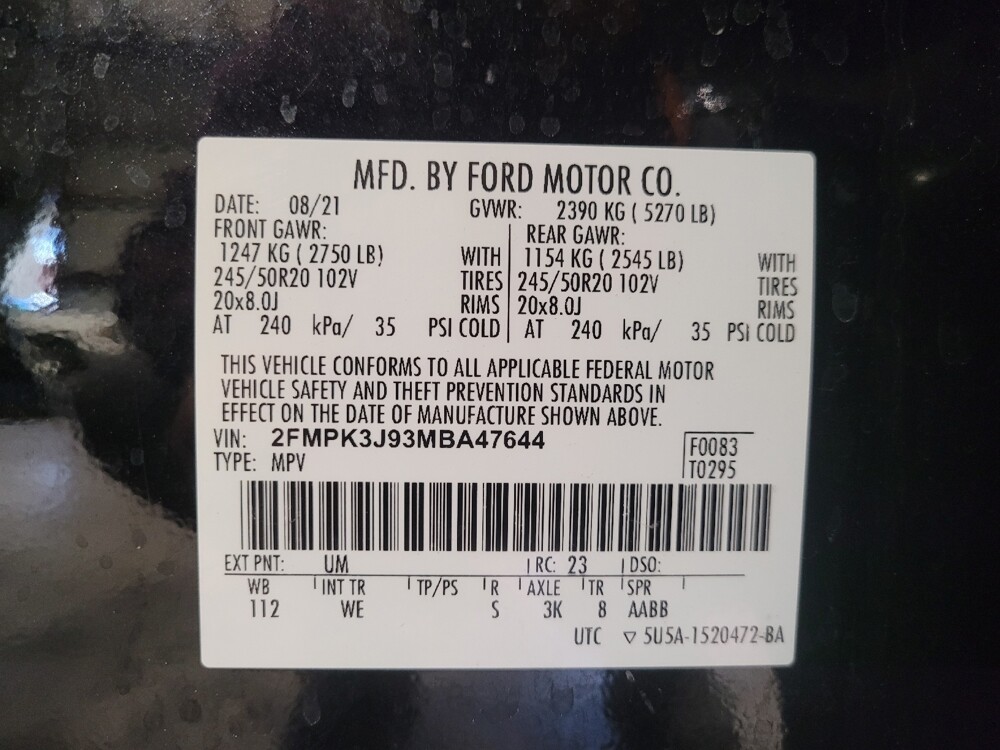 MFD. BY FORD MOTOR CO.
DATE: 08/21 GVWR: 2390 KG ( 5270 LB)
FRONT GAWR: REAR GAWR:
1247 KG ( 2750 LB) WITH 1154 KG ( 2545 LB) WITH
245/50R20 102V TIRES 245/50R20 102V TIRES
20x8.0J RIMS 20x8.0J RIMS
AT 240 kPa/ 35 PSI COLD AT 240 kPa/ 35 PSI COLD
THIS VEHICLE CONFORMS TO ALL APPLICABLE FEDERAL MOTOR
VEHICLE SAFETY AND THEFT PREVENTION STANDARDS IN
EFFECT ON THE DATE OF MANUFACTURE SHOWN ABOVE.
VIN: 2FMPK3J93MBA47644 F0083
TYPE: MPV T0295
EXT PNT: UM RC: 23 DSO:
WB INT TR TP/PS R AXLE TR SPR
112 WE S 3K 8 AABB
UTC ▽ 5U5A-1520472-BA